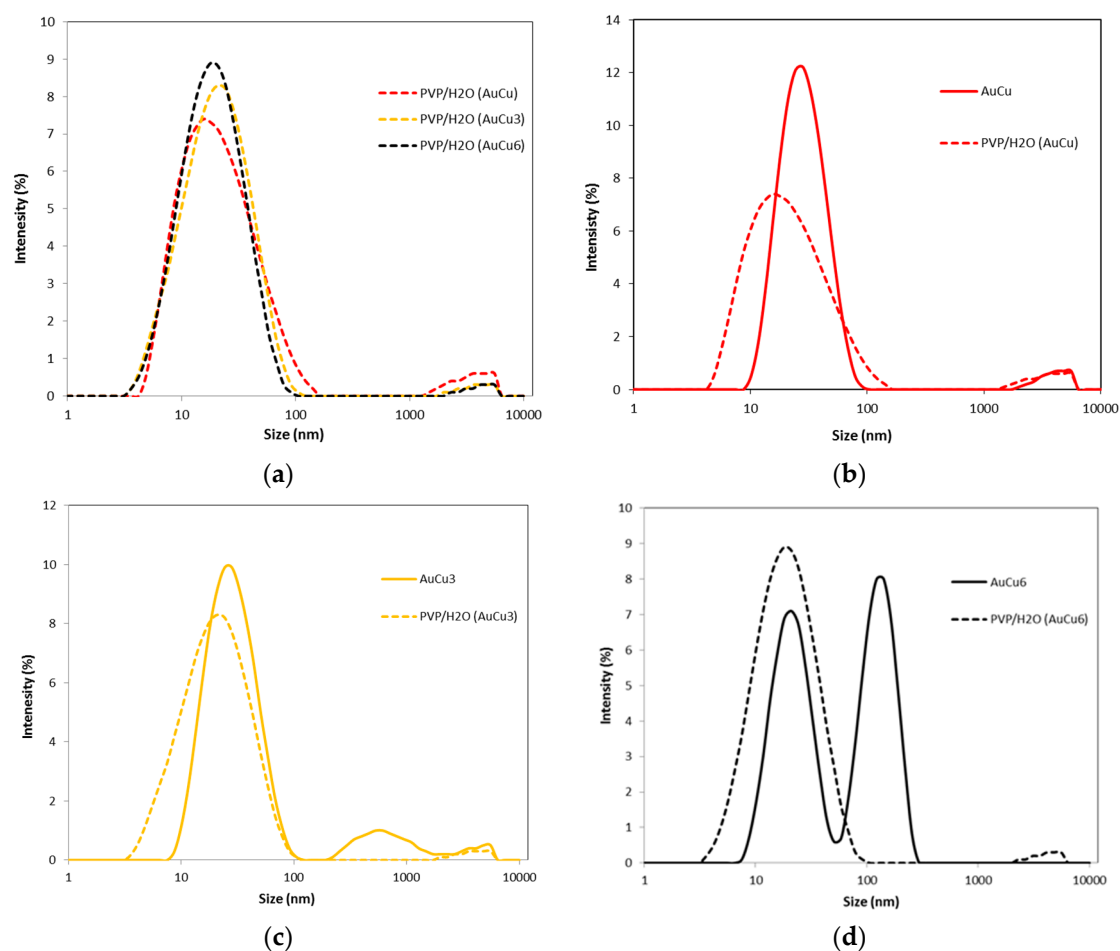 10
9
8
7
6
5
4
3
2
1
0
Intenesity (%)
PVP/H2O (AuCu)
PVP/H2O (AuCu3)
PVP/H2O (AuCu6)
1 10 100 1000 10000
Size (nm)
(a)
14
12
10
8
6
4
2
0
Intensisty (%)
AuCu
PVP/H2O (AuCu)
1 10 100 1000 10000
Size (nm)
(b)
12
10
8
6
4
2
0
Intenesity (%)
AuCu3
PVP/H2O (AuCu3)
1 10 100 1000 10000
Size (nm)
(c)
10
9
8
7
6
5
4
3
2
1
0
Intenesity (%)
AuCu6
PVP/H2O (AuCu6)
1 10 100 1000 10000
Size (nm)
(d)